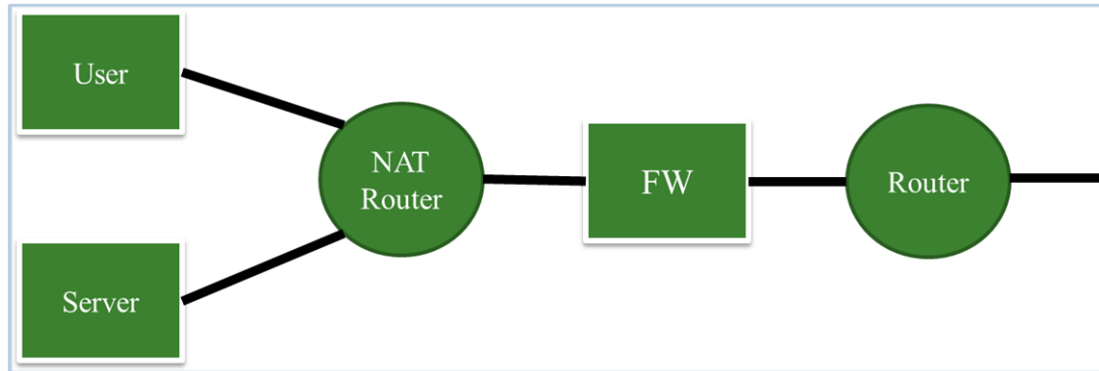 User
NAT
Router
FW
Router
Server